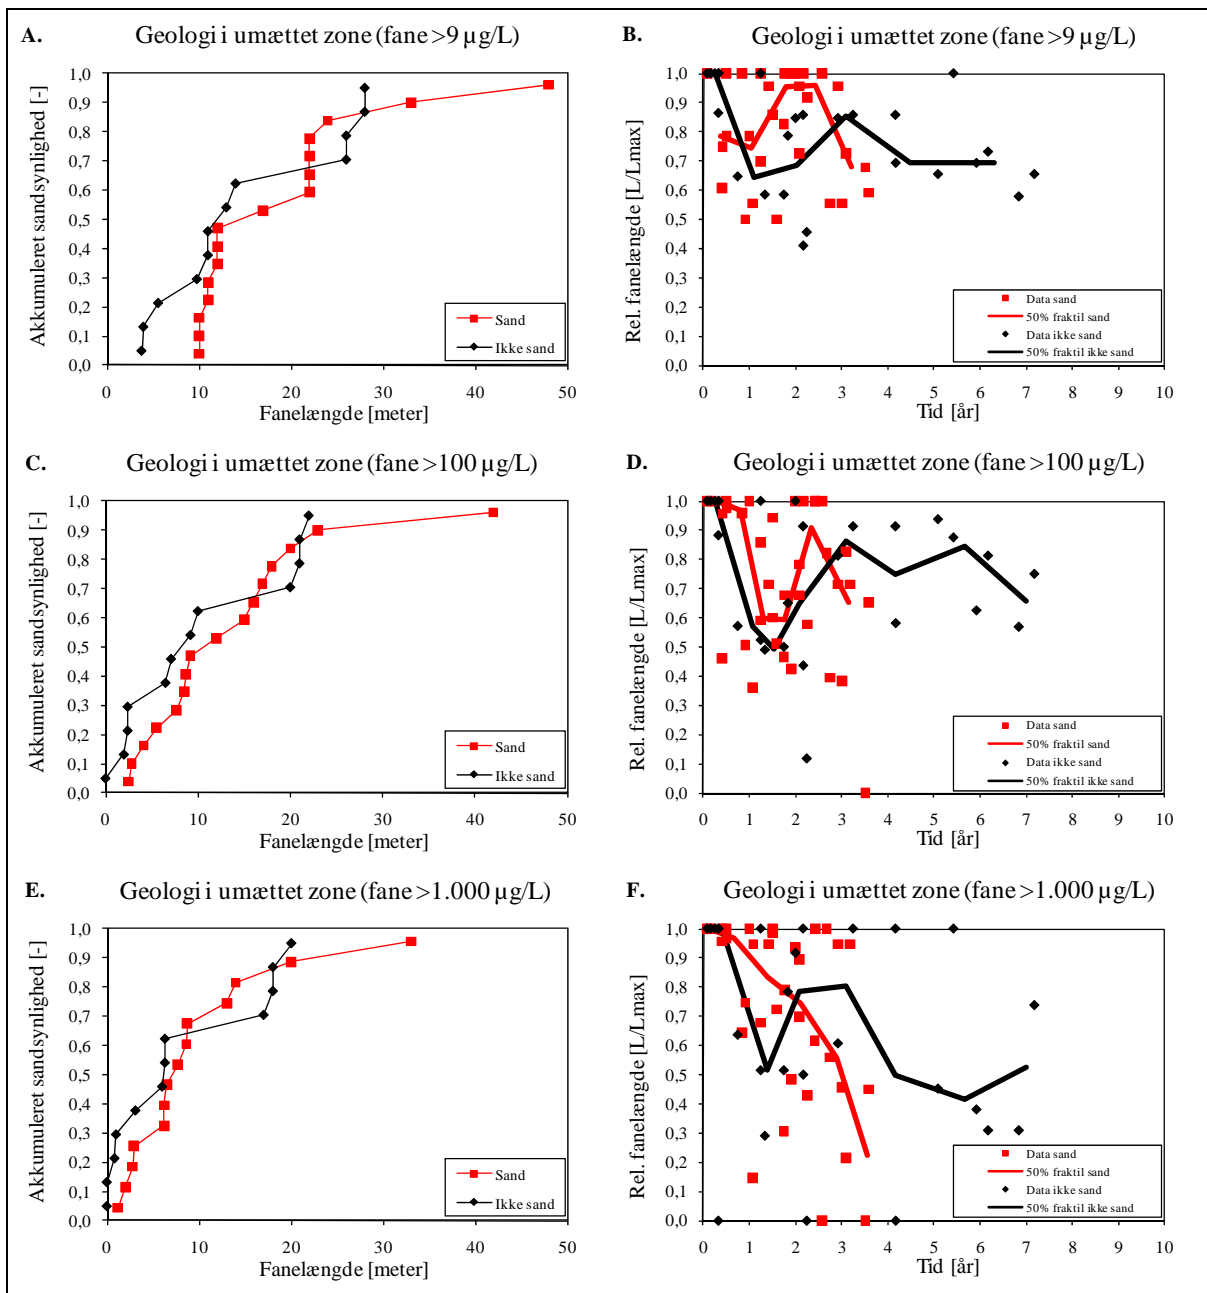 A. Geologi i umættet zone (fane >9 µg/L)
Akkumuleret sandsynlighed [-]
1,0
0,9
0,8
0,7
0,6
0,5
0,4
0,3
0,2
0,1
0,0
Sand
Ikke sand
0 10 20 30 40 50
Fanelængde [meter]
B. Geologi i umættet zone (fane >9 µg/L)
Rel. fanelængde [L/Lmax]
1,0
0,9
0,8
0,7
0,6
0,5
0,4
0,3
0,2
0,1
0,0
Data sand
50% fraktil sand
Data ikke sand
50% fraktil ikke sand
0 1 2 3 4 5 6 7 8 9 10
Tid [år]
C. Geologi i umættet zone (fane >100 µg/L)
Akkumuleret sandsynlighed [-]
1,0
0,9
0,8
0,7
0,6
0,5
0,4
0,3
0,2
0,1
0,0
Sand
Ikke sand
0 10 20 30 40 50
Fanelængde [meter]
D. Geologi i umættet zone (fane >100 µg/L)
Rel. fanelængde [L/Lmax]
1,0
0,9
0,8
0,7
0,6
0,5
0,4
0,3
0,2
0,1
0,0
Data sand
50% fraktil sand
Data ikke sand
50% fraktil ikke sand
0 1 2 3 4 5 6 7 8 9 10
Tid [år]
E. Geologi i umættet zone (fane >1.000 µg/L)
Akkumuleret sandsynlighed [-]
1,0
0,9
0,8
0,7
0,6
0,5
0,4
0,3
0,2
0,1
0,0
Sand
Ikke sand
0 10 20 30 40 50
Fanelængde [meter]
F. Geologi i umættet zone (fane >1.000 µg/L)
Rel. fanelængde [L/Lmax]
1,0
0,9
0,8
0,7
0,6
0,5
0,4
0,3
0,2
0,1
0,0
Data sand
50% fraktil sand
Data ikke sand
50% fraktil ikke sand
0 1 2 3 4 5 6 7 8 9 10
Tid [år]